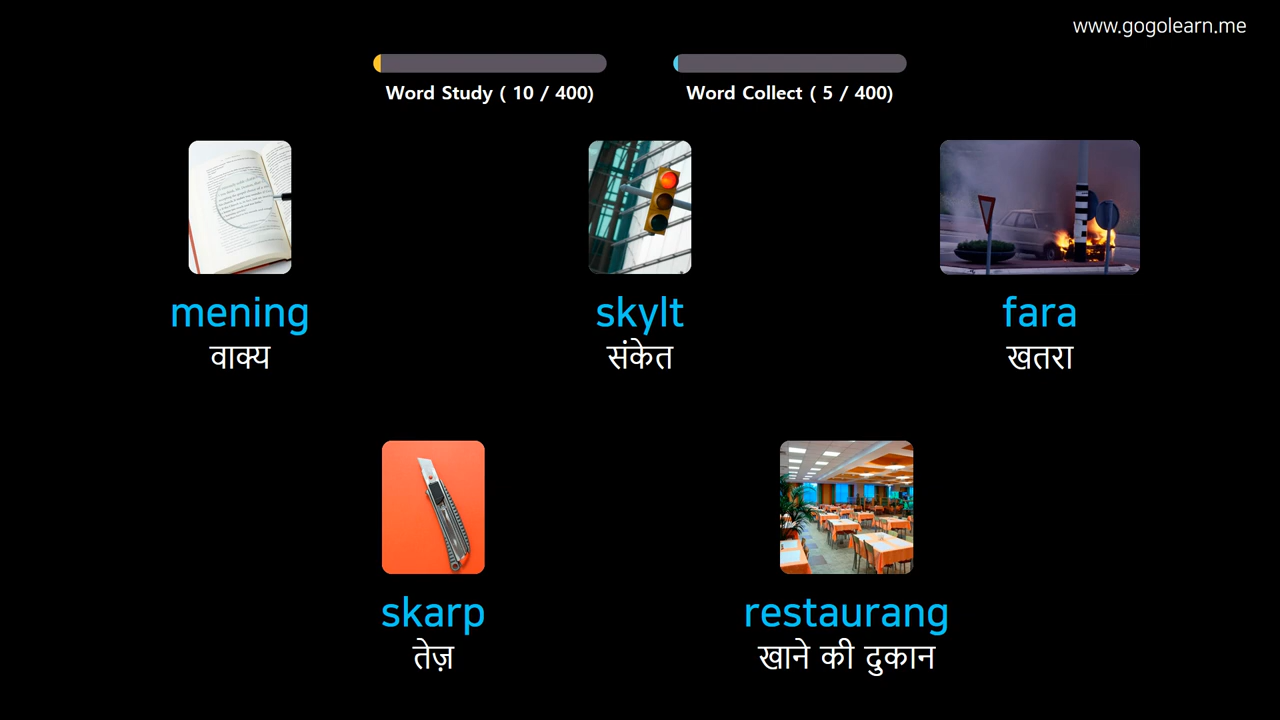 www.gogolearn.me
Word Study ( 10 / 400)
Word Collect ( 5 / 400)
mening
वाक्य
skylt
संकेत
fara
खतरा
skarp
तेज़
restaurang
खाने की दुकान